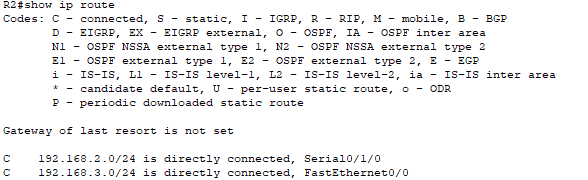 R2#show ip route
Codes: C - connected, S - static, I - IGRP, R - RIP, M - mobile, B - BGP
D - EIGRP, EX - EIGRP external, O - OSPF, IA - OSPF inter area
N1 - OSPF NSSA external type 1, N2 - OSPF NSSA external type 2
E1 - OSPF external type 1, E2 - OSPF external type 2, E - EGP
i - IS-IS, L1 - IS-IS level-1, L2 - IS-IS level-2, ia - IS-IS inter area
* - candidate default, U - per-user static route, o - ODR
P - periodic downloaded static route
Gateway of last resort is not set
C 192.168.2.0/24 is directly connected, Serial0/1/0
C 192.168.3.0/24 is directly connected, FastEthernet0/0